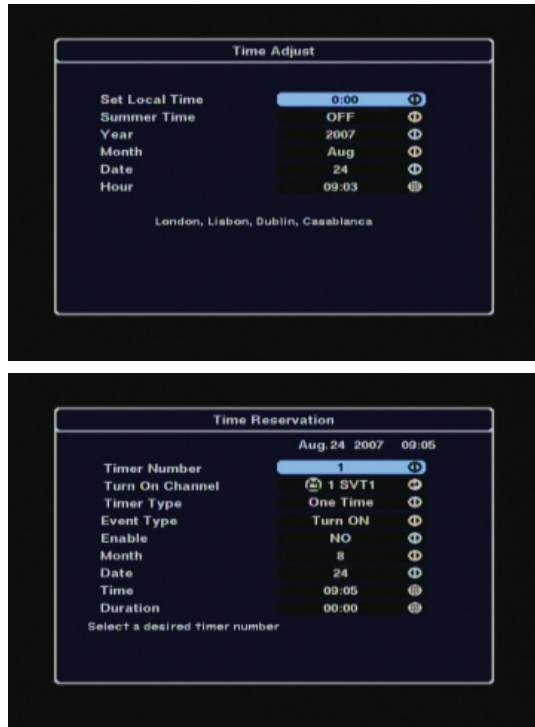 Time Adjust
Set Local Time 0:00
Summer Time OFF
Year 2007
Month Aug
Date 24
Hour 09:03
London, Lisbon, Dublin, Casablanca
Time Reservation
Aug.24 2007 09:05
Timer Number 1
Turn On Channel 1 SVT1
Timer Type One Time
Event Type Turn ON
Enable NO
Month 8
Date 24
Time 09:05
Duration 00:00
Select a desired timer number